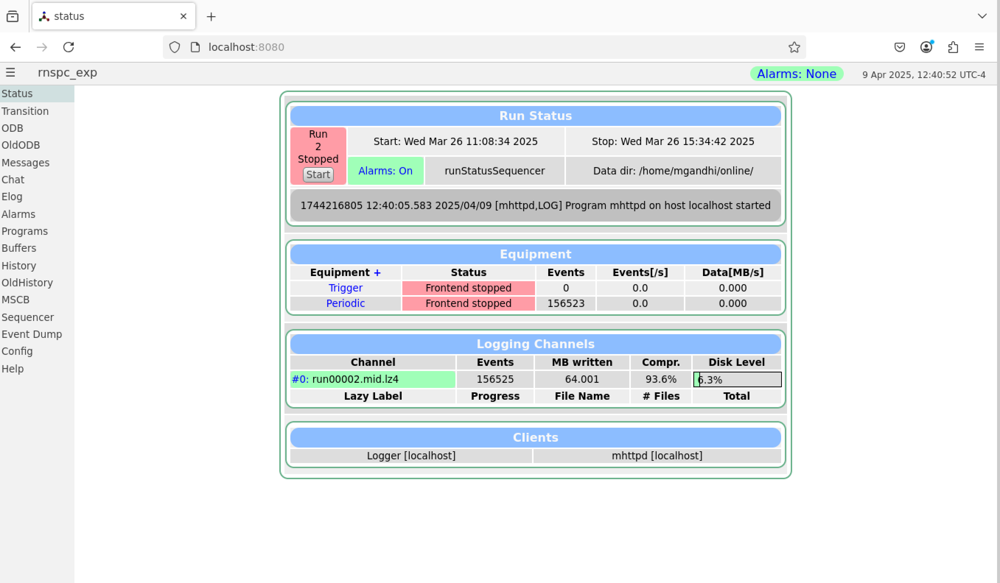 status
localhost:8080
rnspc_exp
Alarms: None
9 Apr 2025, 12:40:52 UTC-4
Status
Transition
ODB
OldODB
Messages
Chat
Elog
Alarms
Programs
Buffers
History
OldHistory
MSCB
Sequencer
Event Dump
Config
Help
Run Status
Run
2
Stopped
Start
Start: Wed Mar 26 11:08:34 2025
Stop: Wed Mar 26 15:34:42 2025
Alarms: On
runStatusSequencer
Data dir: /home/mgandhi/online/
1744216805 12:40:05.583 2025/04/09 [mhttpd,LOG] Program mhttpd on host localhost started
Equipment
Equipment + Status Events Events[/s] Data[MB/s]
Trigger Frontend stopped 0 0.0 0.000
Periodic Frontend stopped 156523 0.0 0.000
Logging Channels
Channel Events MB written Compr. Disk Level
#0: run00002.mid.lz4 156525 64.001 93.6% 6.3%
Lazy Label Progress File Name # Files Total
Clients
Logger [localhost] mhttpd [localhost]